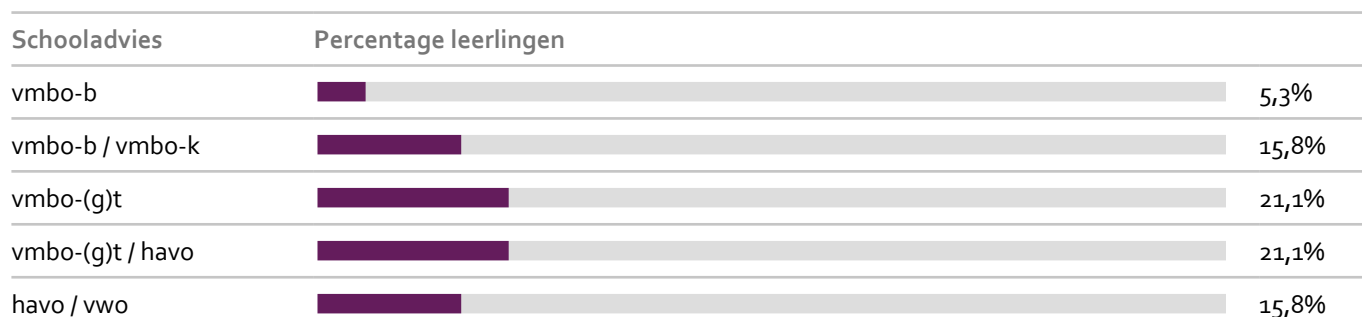 Schooladvies Percentage leerlingen
vmbo-b 5,3%
vmbo-b / vmbo-k 15,8%
vmbo-(g)t 21,1%
vmbo-(g)t / havo 21,1%
havo / vwo 15,8%